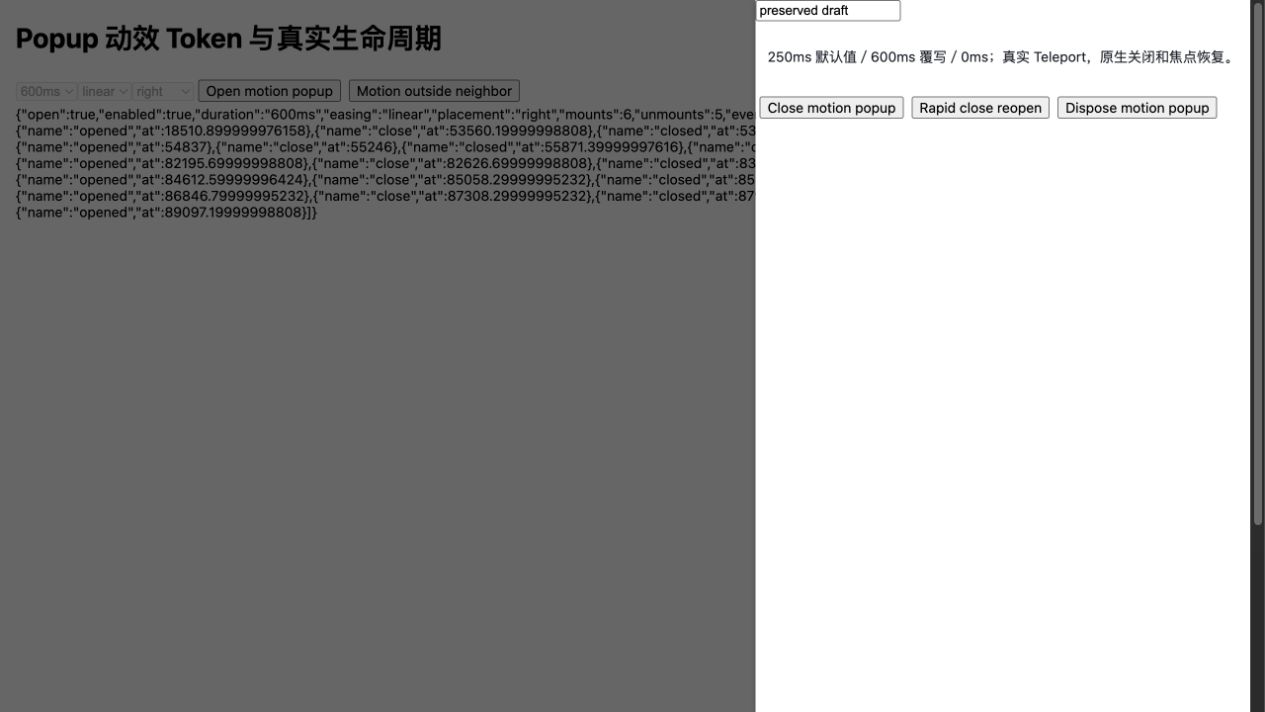 Popup 动效 Token 与真实生命周期
600ms linear right Open motion popup Motion outside neighbor
{"open":true,"enabled":true,"duration":"600ms","easing":"linear","placement":"right","mounts":6,"unmounts":5,"eve
{"name":"opened","at":18510.899999976158},{"name":"close","at":53560.19999998808},{"name":"closed","at":53
{"name":"opened","at":54837},{"name":"close","at":55246},{"name":"closed","at":55871.39999997616},{"name":"c
{"name":"opened","at":82195.69999998808},{"name":"close","at":82626.69999998808},{"name":"closed","at":83
{"name":"opened","at":84612.59999996424},{"name":"close","at":85058.29999995232},{"name":"closed","at":85
{"name":"opened","at":86846.79999995232},{"name":"close","at":87308.29999995232},{"name":"closed","at":87
{"name":"opened","at":89097.19999998808}]}
preserved draft
250ms 默认值 / 600ms 覆写 / 0ms；真实 Teleport，原生关闭和焦点恢复。
Close motion popup Rapid close reopen Dispose motion popup